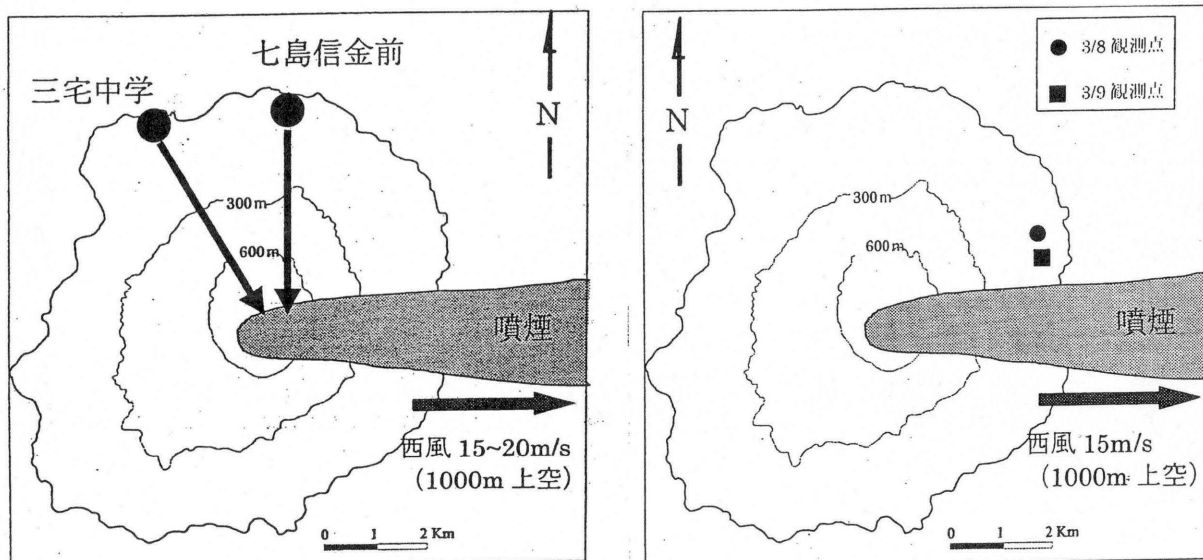 七島信金前
三宅中学
N
300m
600m
噴煙
西風 15~20m/s
(1000m 上空)
0 1 2 Km
3/8 観測点
3/9 観測点
N
300m
600m
噴煙
西風 15m/s
(1000m 上空)
0 1 2 Km